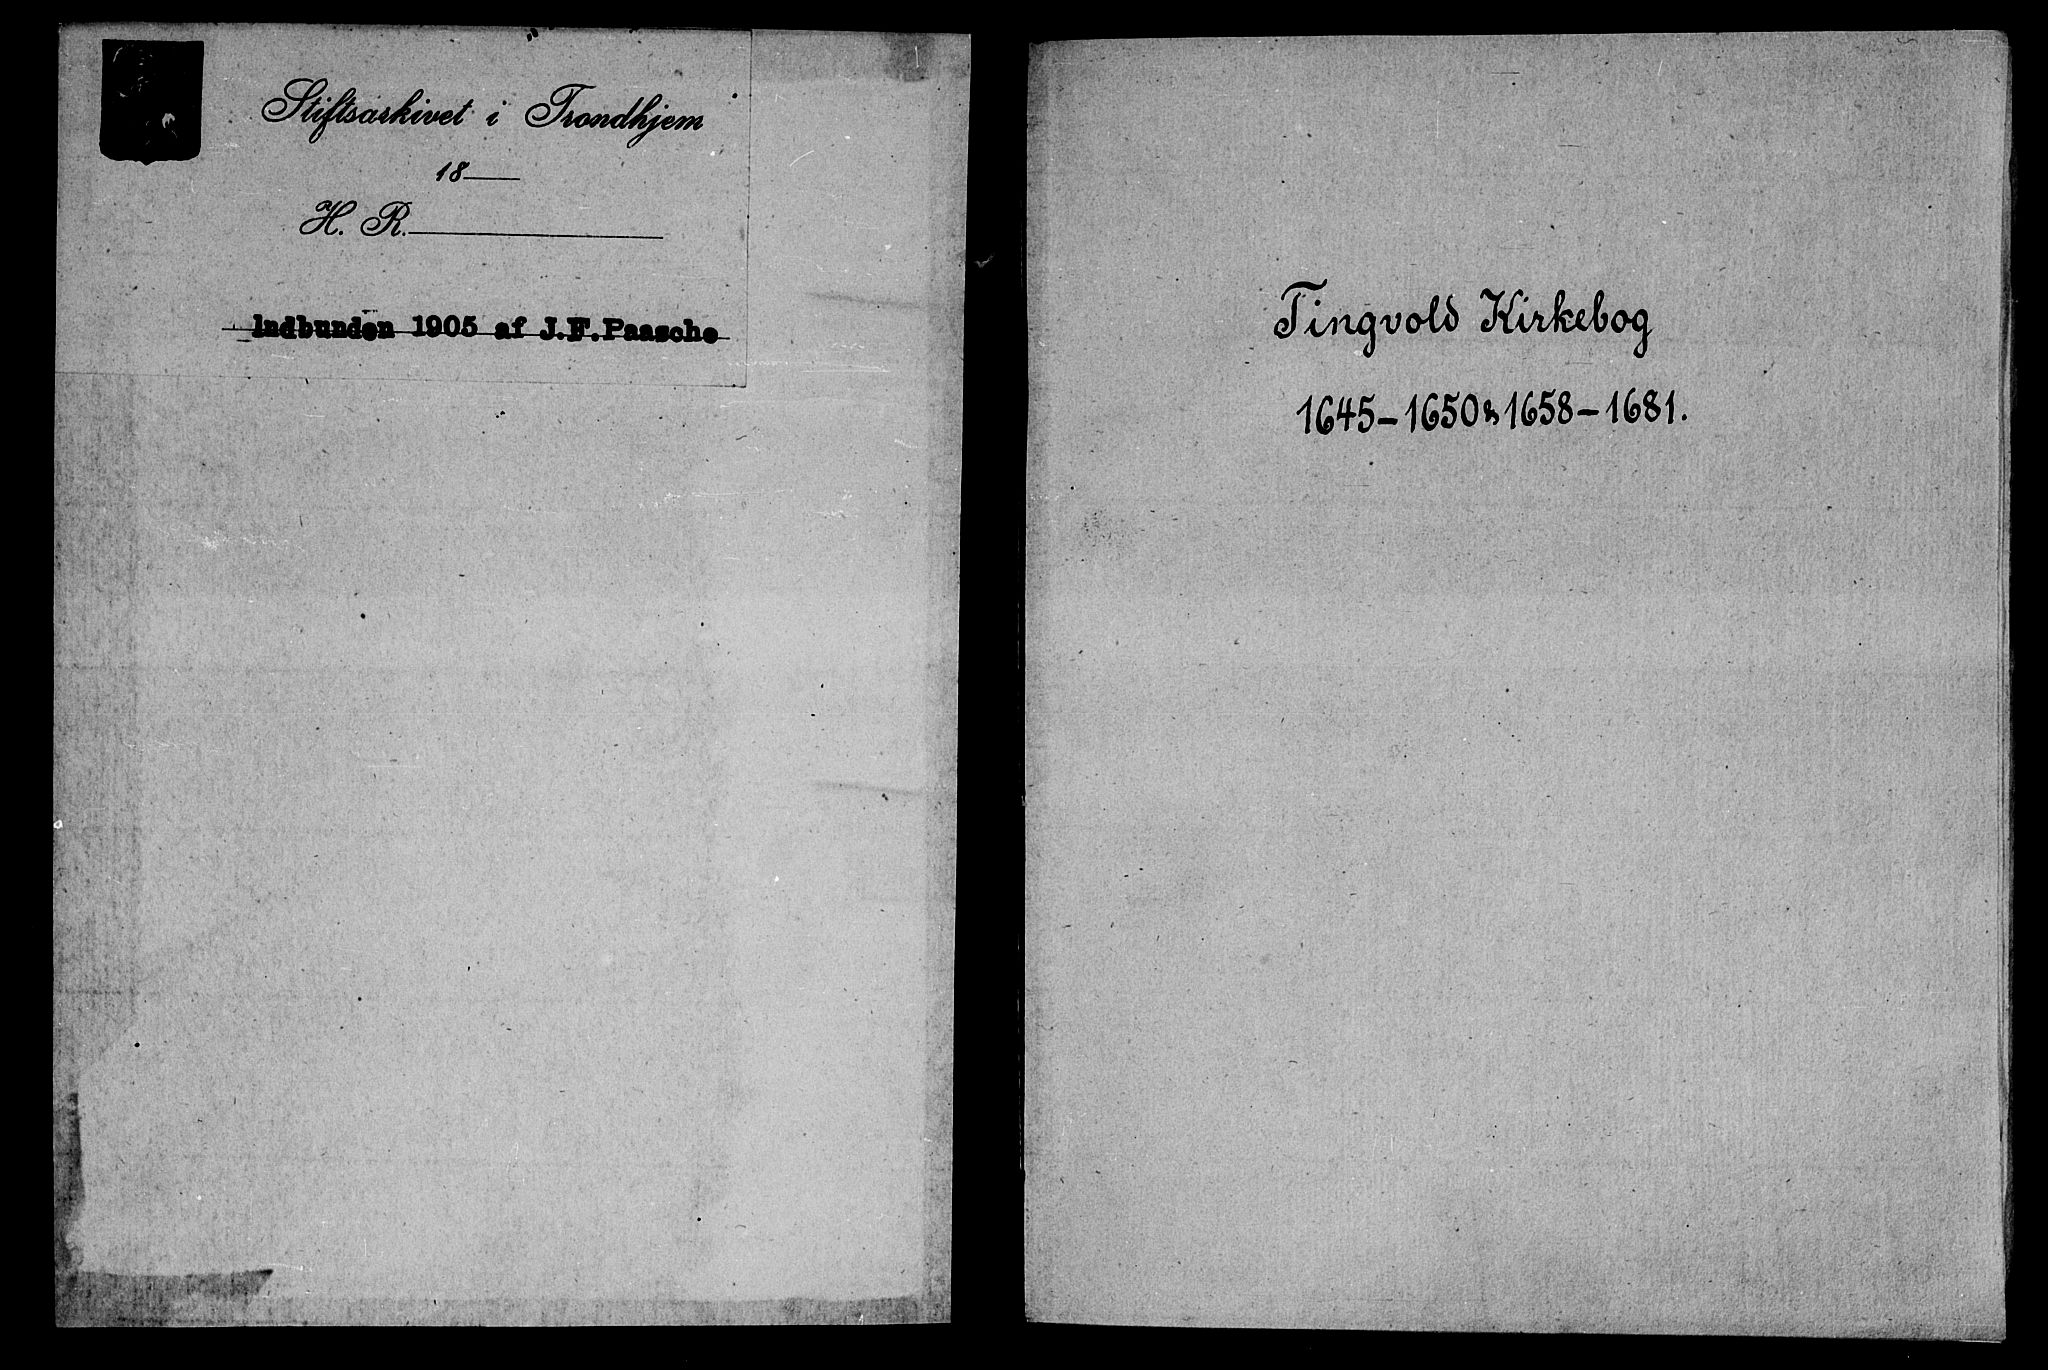 Stiftsarkivet i Trondhjem
18
H. R.
Indbunden 1905 af J. F. Paasche
Tingvold Kirkebog
1645-1650 & 1658-1681.